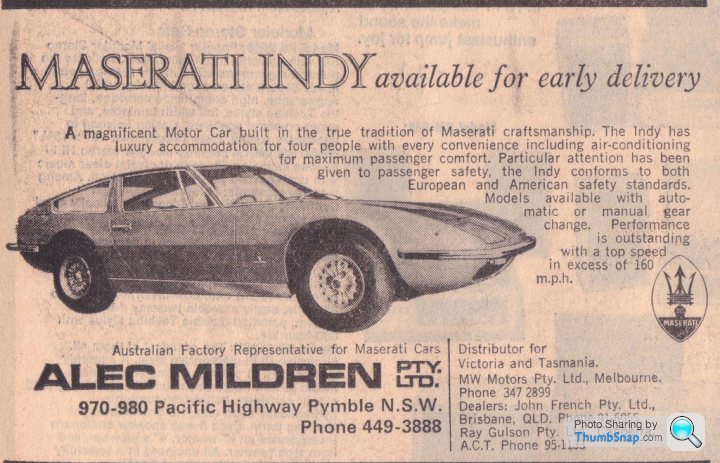 MASERATI INDY available for early delivery
A magnificent Motor Car built in the true tradition of Maserati craftsmanship. The Indy has
luxury accommodation for four people with every convenience including air-conditioning
for maximum passenger comfort. Particular attention has been
given to passenger safety, the Indy conforms to both
European and American safety standards.
Models available with auto-
matic or manual gear
change. Performance
is outstanding
with a top speed
in excess of 160
m.p.h.
MASERATI
Australian Factory Representative for Maserati Cars
ALEC MILDREN PTY. LTD.
970-980 Pacific Highway Pymble N.S.W.
Phone 449-3888
Distributor for
Victoria and Tasmania.
MW Motors Pty. Ltd., Melbourne.
Phone 347 2899
Dealers: John French Pty. Ltd.,
Brisbane, QLD.
Ray Gulson Pty.
A.C.T. Phone
Photo Sharing by
ThumbSnap.com